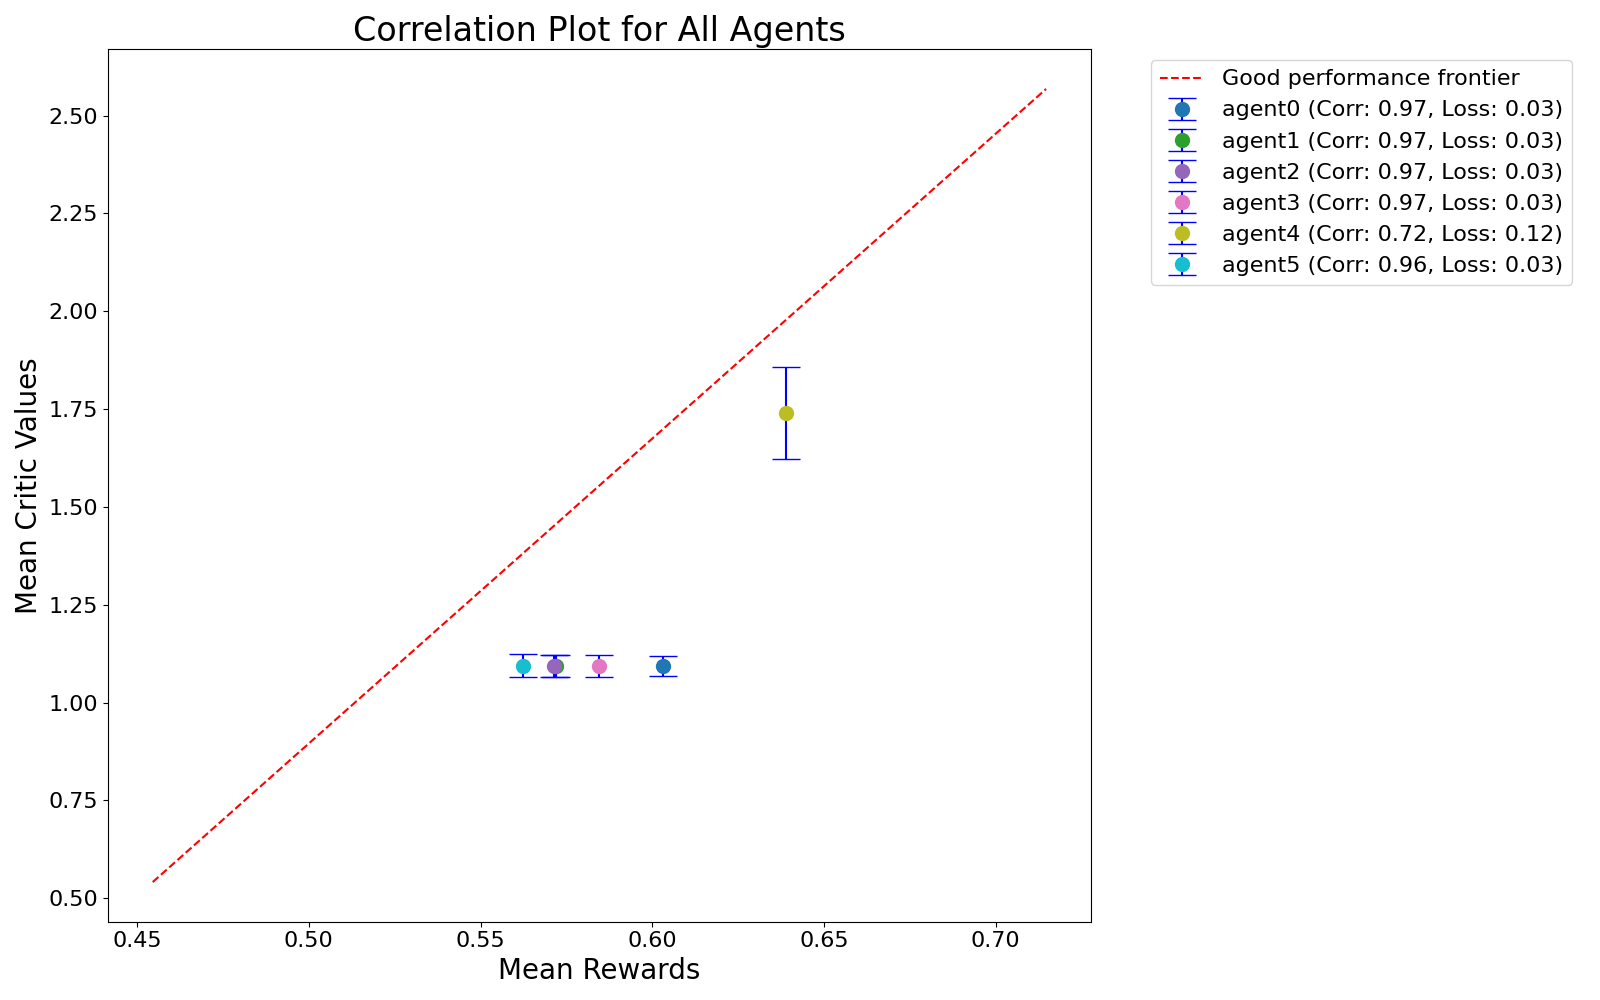 Correlation Plot for All Agents
Good performance frontier
agent0 (Corr: 0.97, Loss: 0.03)
agent1 (Corr: 0.97, Loss: 0.03)
agent2 (Corr: 0.97, Loss: 0.03)
agent3 (Corr: 0.97, Loss: 0.03)
agent4 (Corr: 0.72, Loss: 0.12)
agent5 (Corr: 0.96, Loss: 0.03)
Mean Critic Values
2.50
2.25
2.00
1.75
1.50
1.25
1.00
0.75
0.50
0.45 0.50 0.55 0.60 0.65 0.70
Mean Rewards